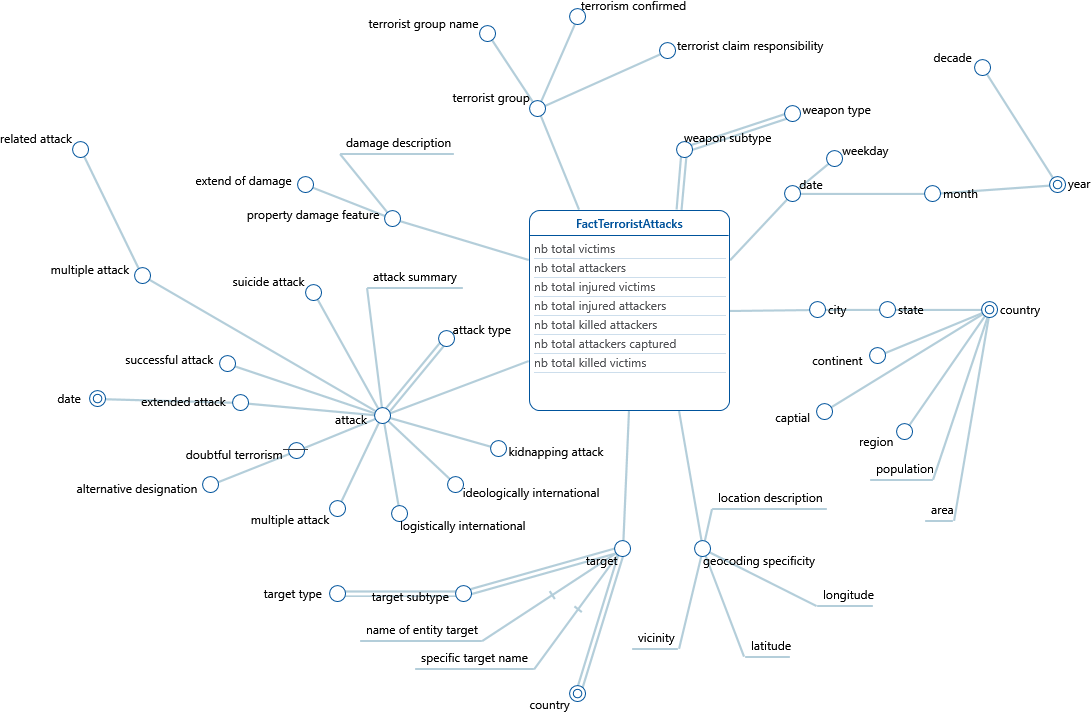 terrorism confirmed
terrorist group name
terrorist claim responsibility
decade
terrorist group
weapon type
related attack
damage description
weapon subtype
weekday
extend of damage
date
month
year
property damage feature
FactTerroristAttacks
nb total victims
nb total attackers
nb total injured victims
nb total injured attackers
nb total killed attackers
nb total attackers captured
nb total killed victims
multiple attack
suicide attack
attack summary
attack type
city
state
country
successful attack
continent
date
extended attack
attack
captial
region
doubtful terrorism
kidnapping attack
population
alternative designation
ideologically international
location description
area
multiple attack
logistically international
target
geocoding specificity
target type
target subtype
longitude
name of entity target
vicinity
latitude
specific target name
country